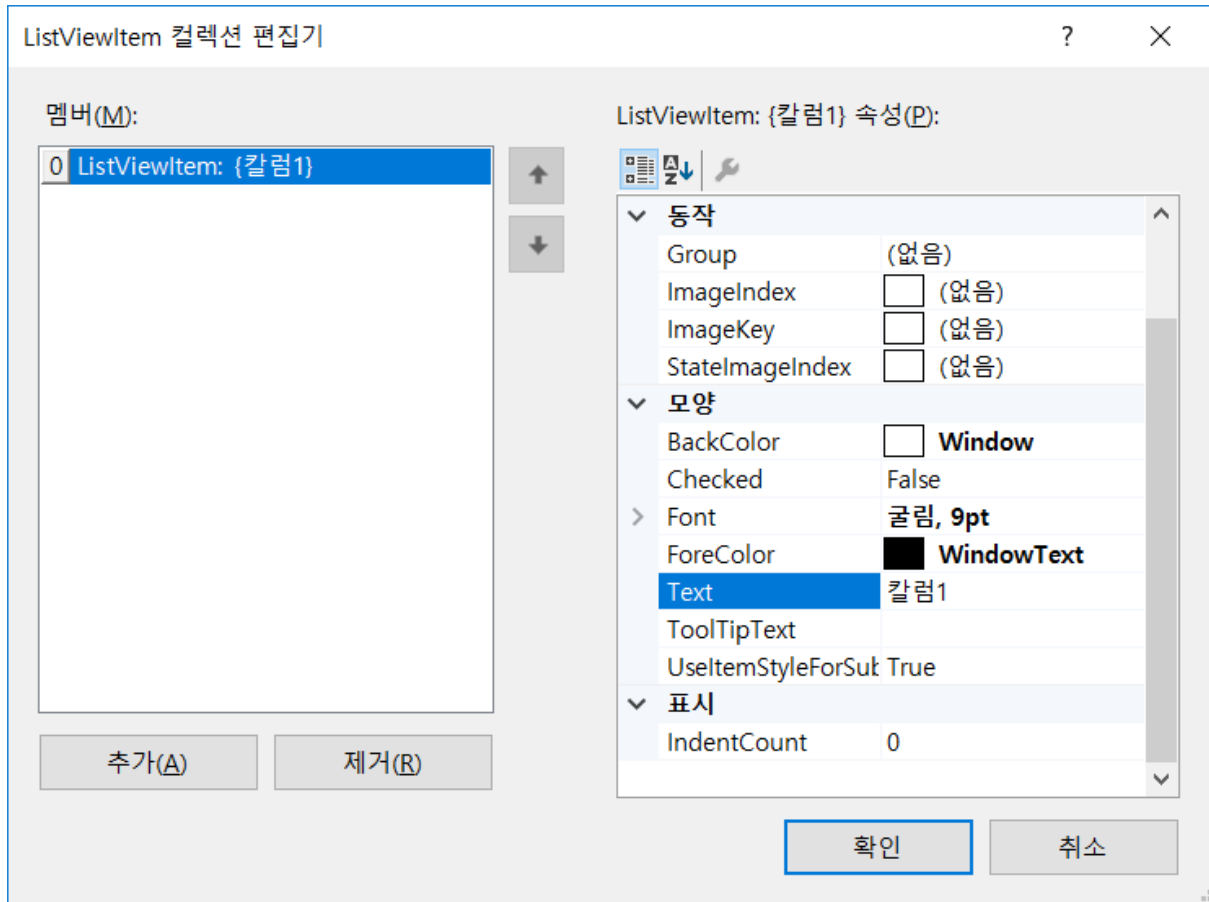 ListViewItem 컬렉션 편집기
멤버(M):
0 ListViewItem: {칼럼1}
추가(A) 제거(R)
ListViewItem: {칼럼1} 속성(P):
동작
Group (없음)
ImageIndex (없음)
ImageKey (없음)
StateImageIndex (없음)
모양
BackColor Window
Checked False
Font 굴림, 9pt
ForeColor WindowText
Text 칼럼1
ToolTipText
UseItemStyleForSub True
표시
IndentCount 0
확인 취소